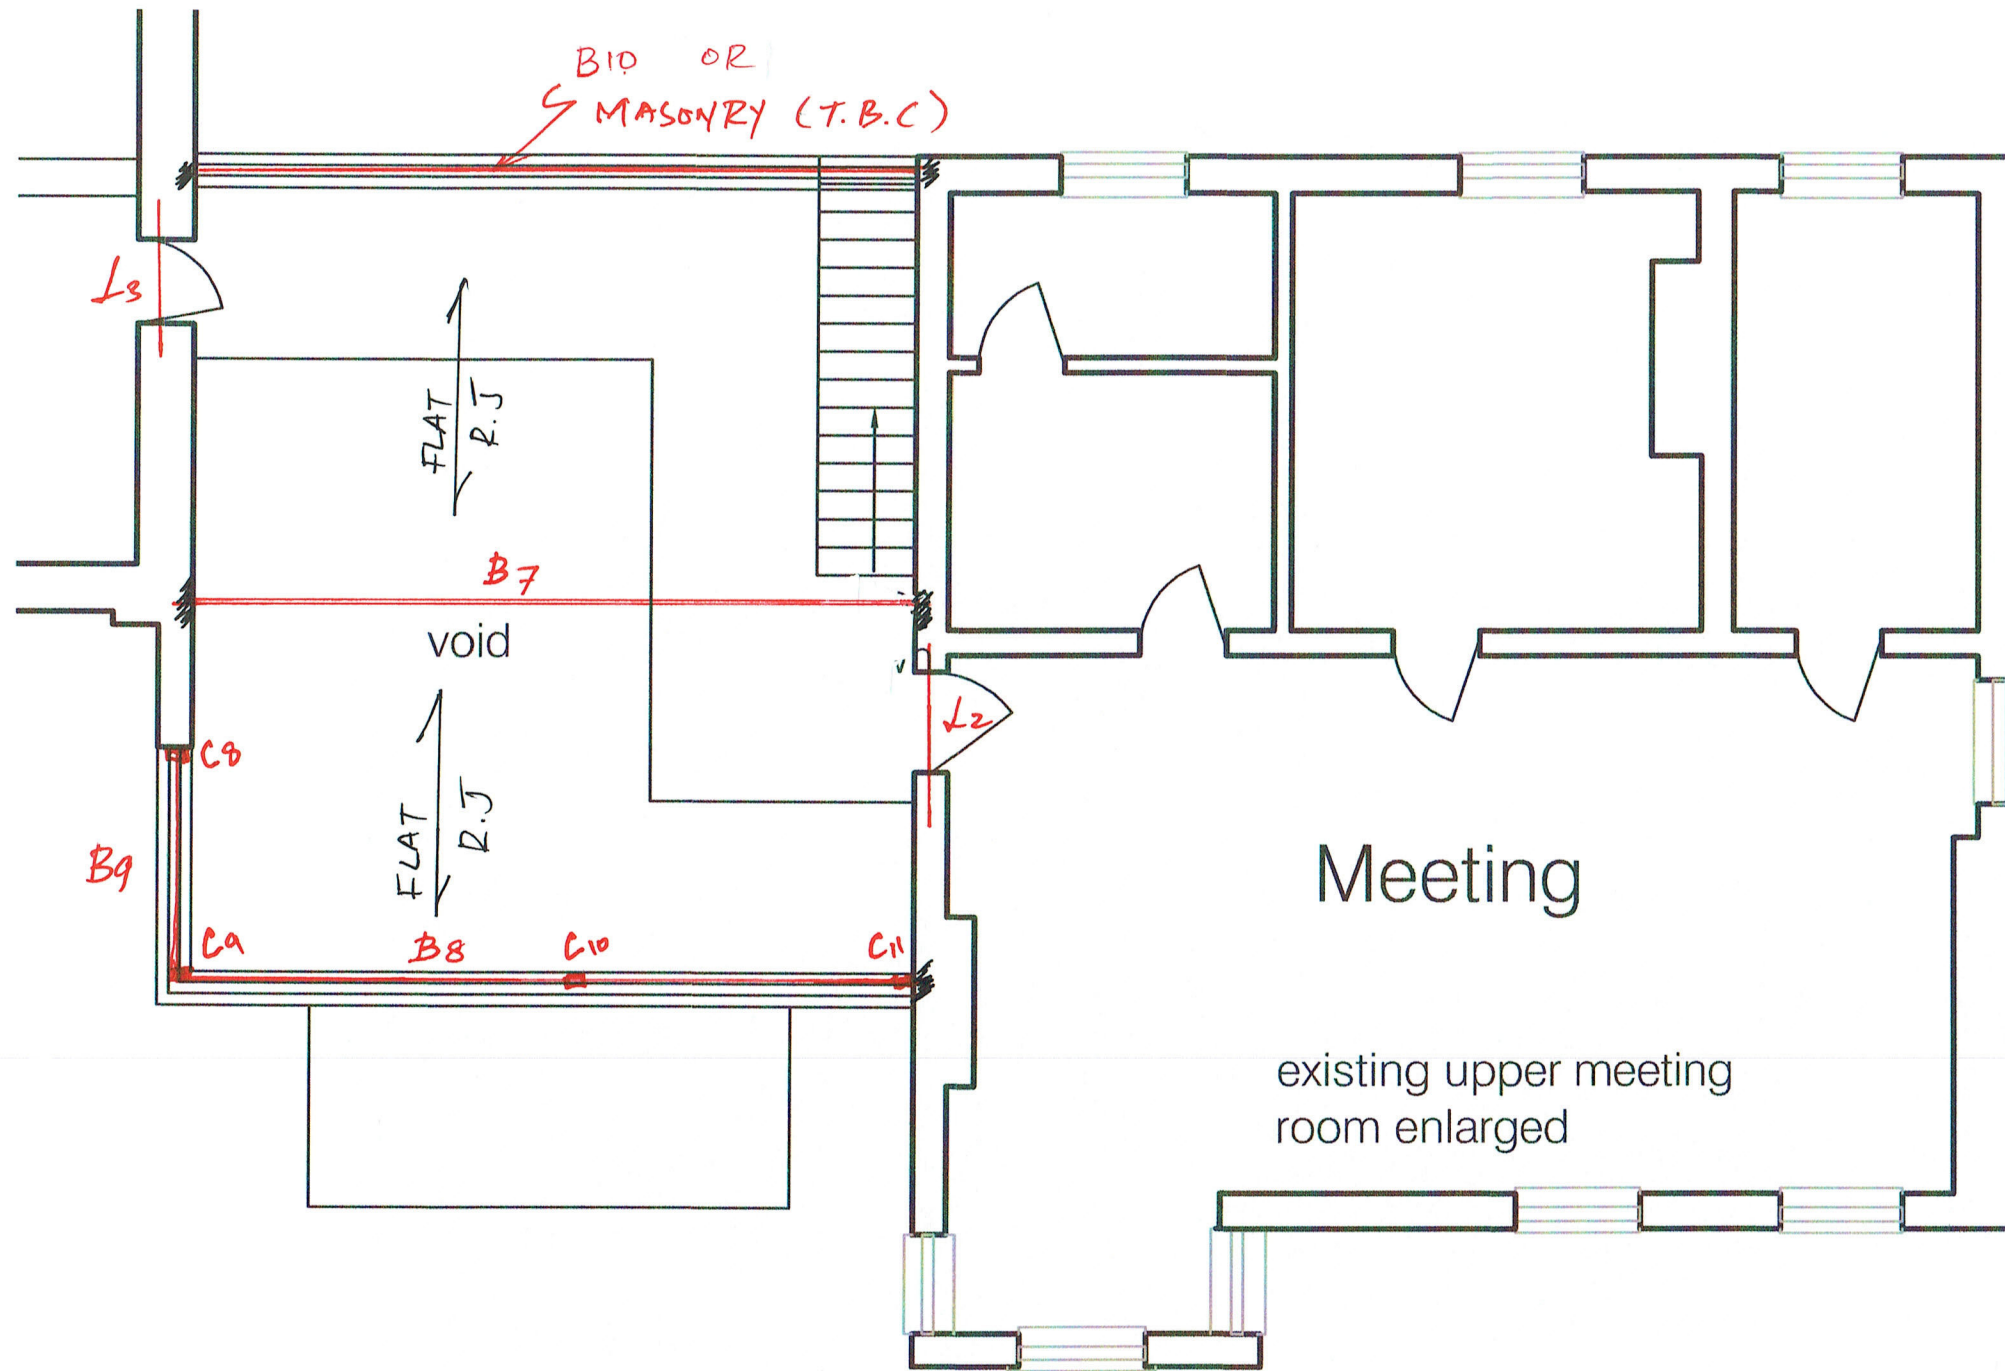 B10 OR
MASONRY (T.B.C)
L3
FLAT
R.J
B7
void
L2
C8
FLAT
R.J
B9
Meeting
C9
B8
C10
C11
existing upper meeting
room enlarged